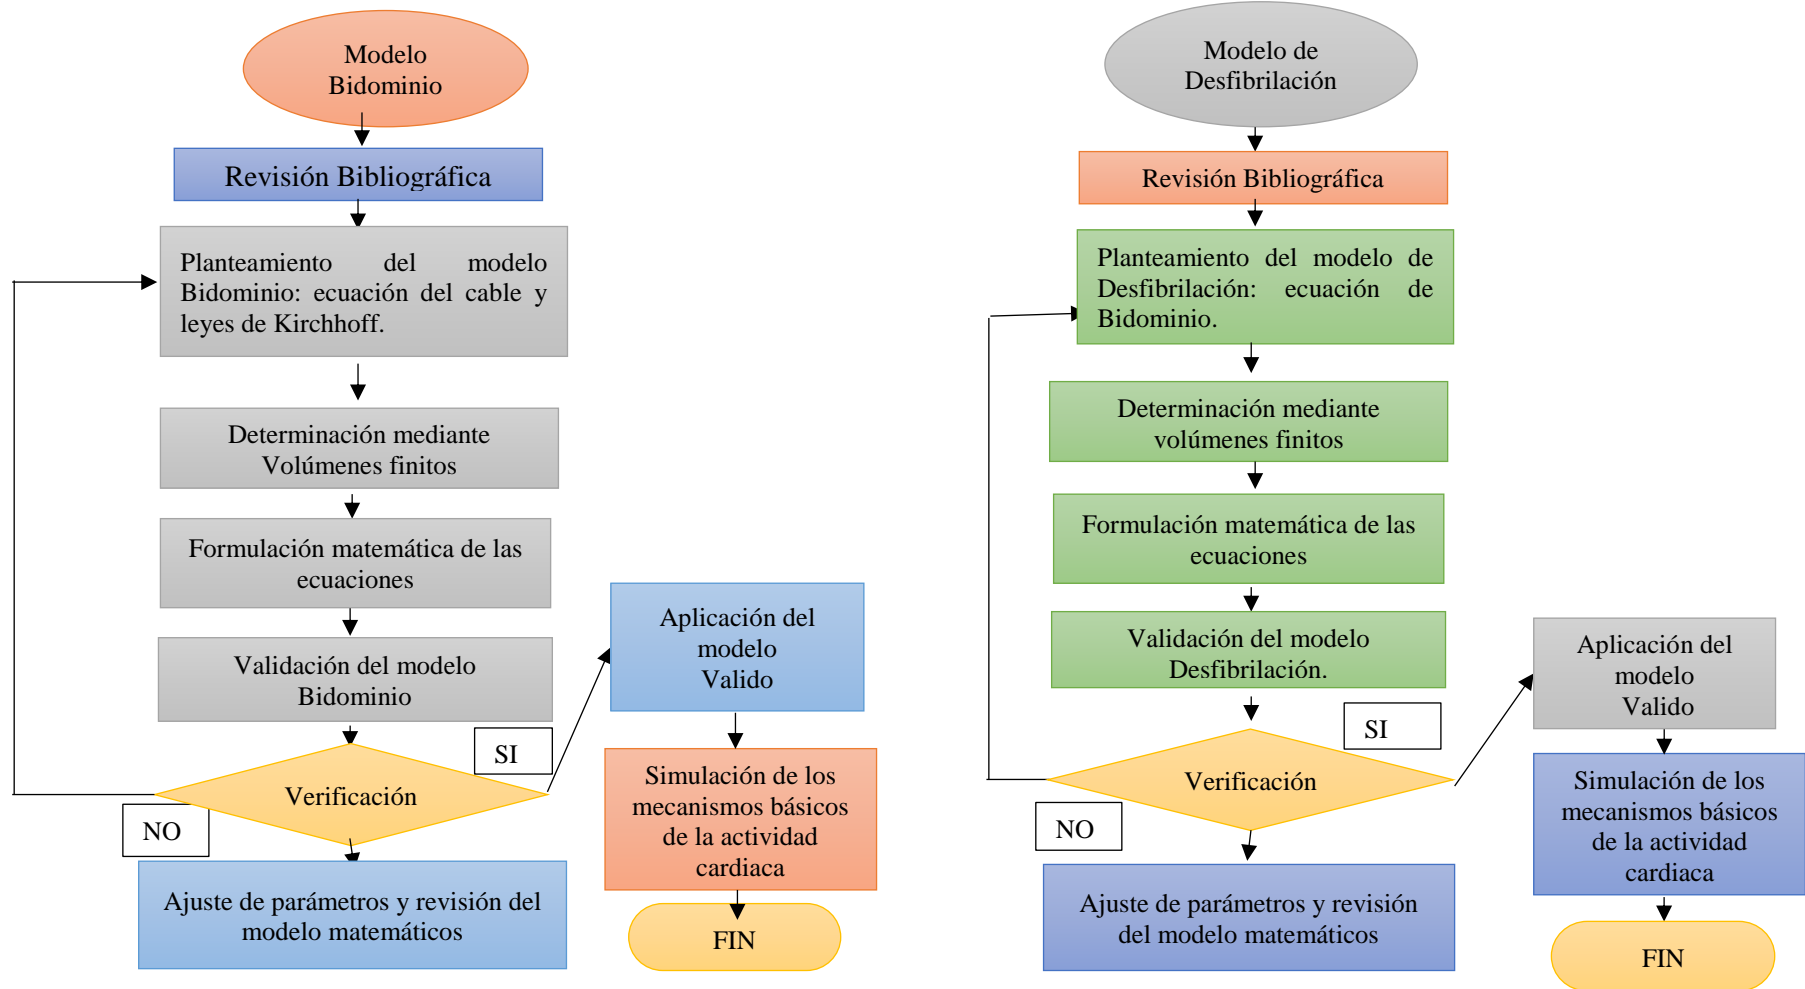 Modelo
Bidominio
Revisión Bibliográfica
Planteamiento del modelo
Bidominio: ecuación del cable y
leyes de Kirchhoff.
Determinación mediante
Volúmenes finitos
Formulación matemática de las
ecuaciones
Validación del modelo
Bidominio
SI
Verificación
NO
Ajuste de parámetros y revisión del
modelo matemáticos
Aplicación del
modelo
Valido
Simulación de los
mecanismos básicos
de la actividad
cardiaca
FIN
Modelo de
Desfibrilación
Revisión Bibliográfica
Planteamiento del modelo de
Desfibrilación: ecuación de
Bidominio.
Determinación mediante
volúmenes finitos
Formulación matemática de las
ecuaciones
Validación del modelo
Desfibrilación.
SI
Verificación
NO
Ajuste de parámetros y revisión
del modelo matemáticos
Aplicación del
modelo
Valido
Simulación de los
mecanismos básicos
de la actividad
cardiaca
FIN